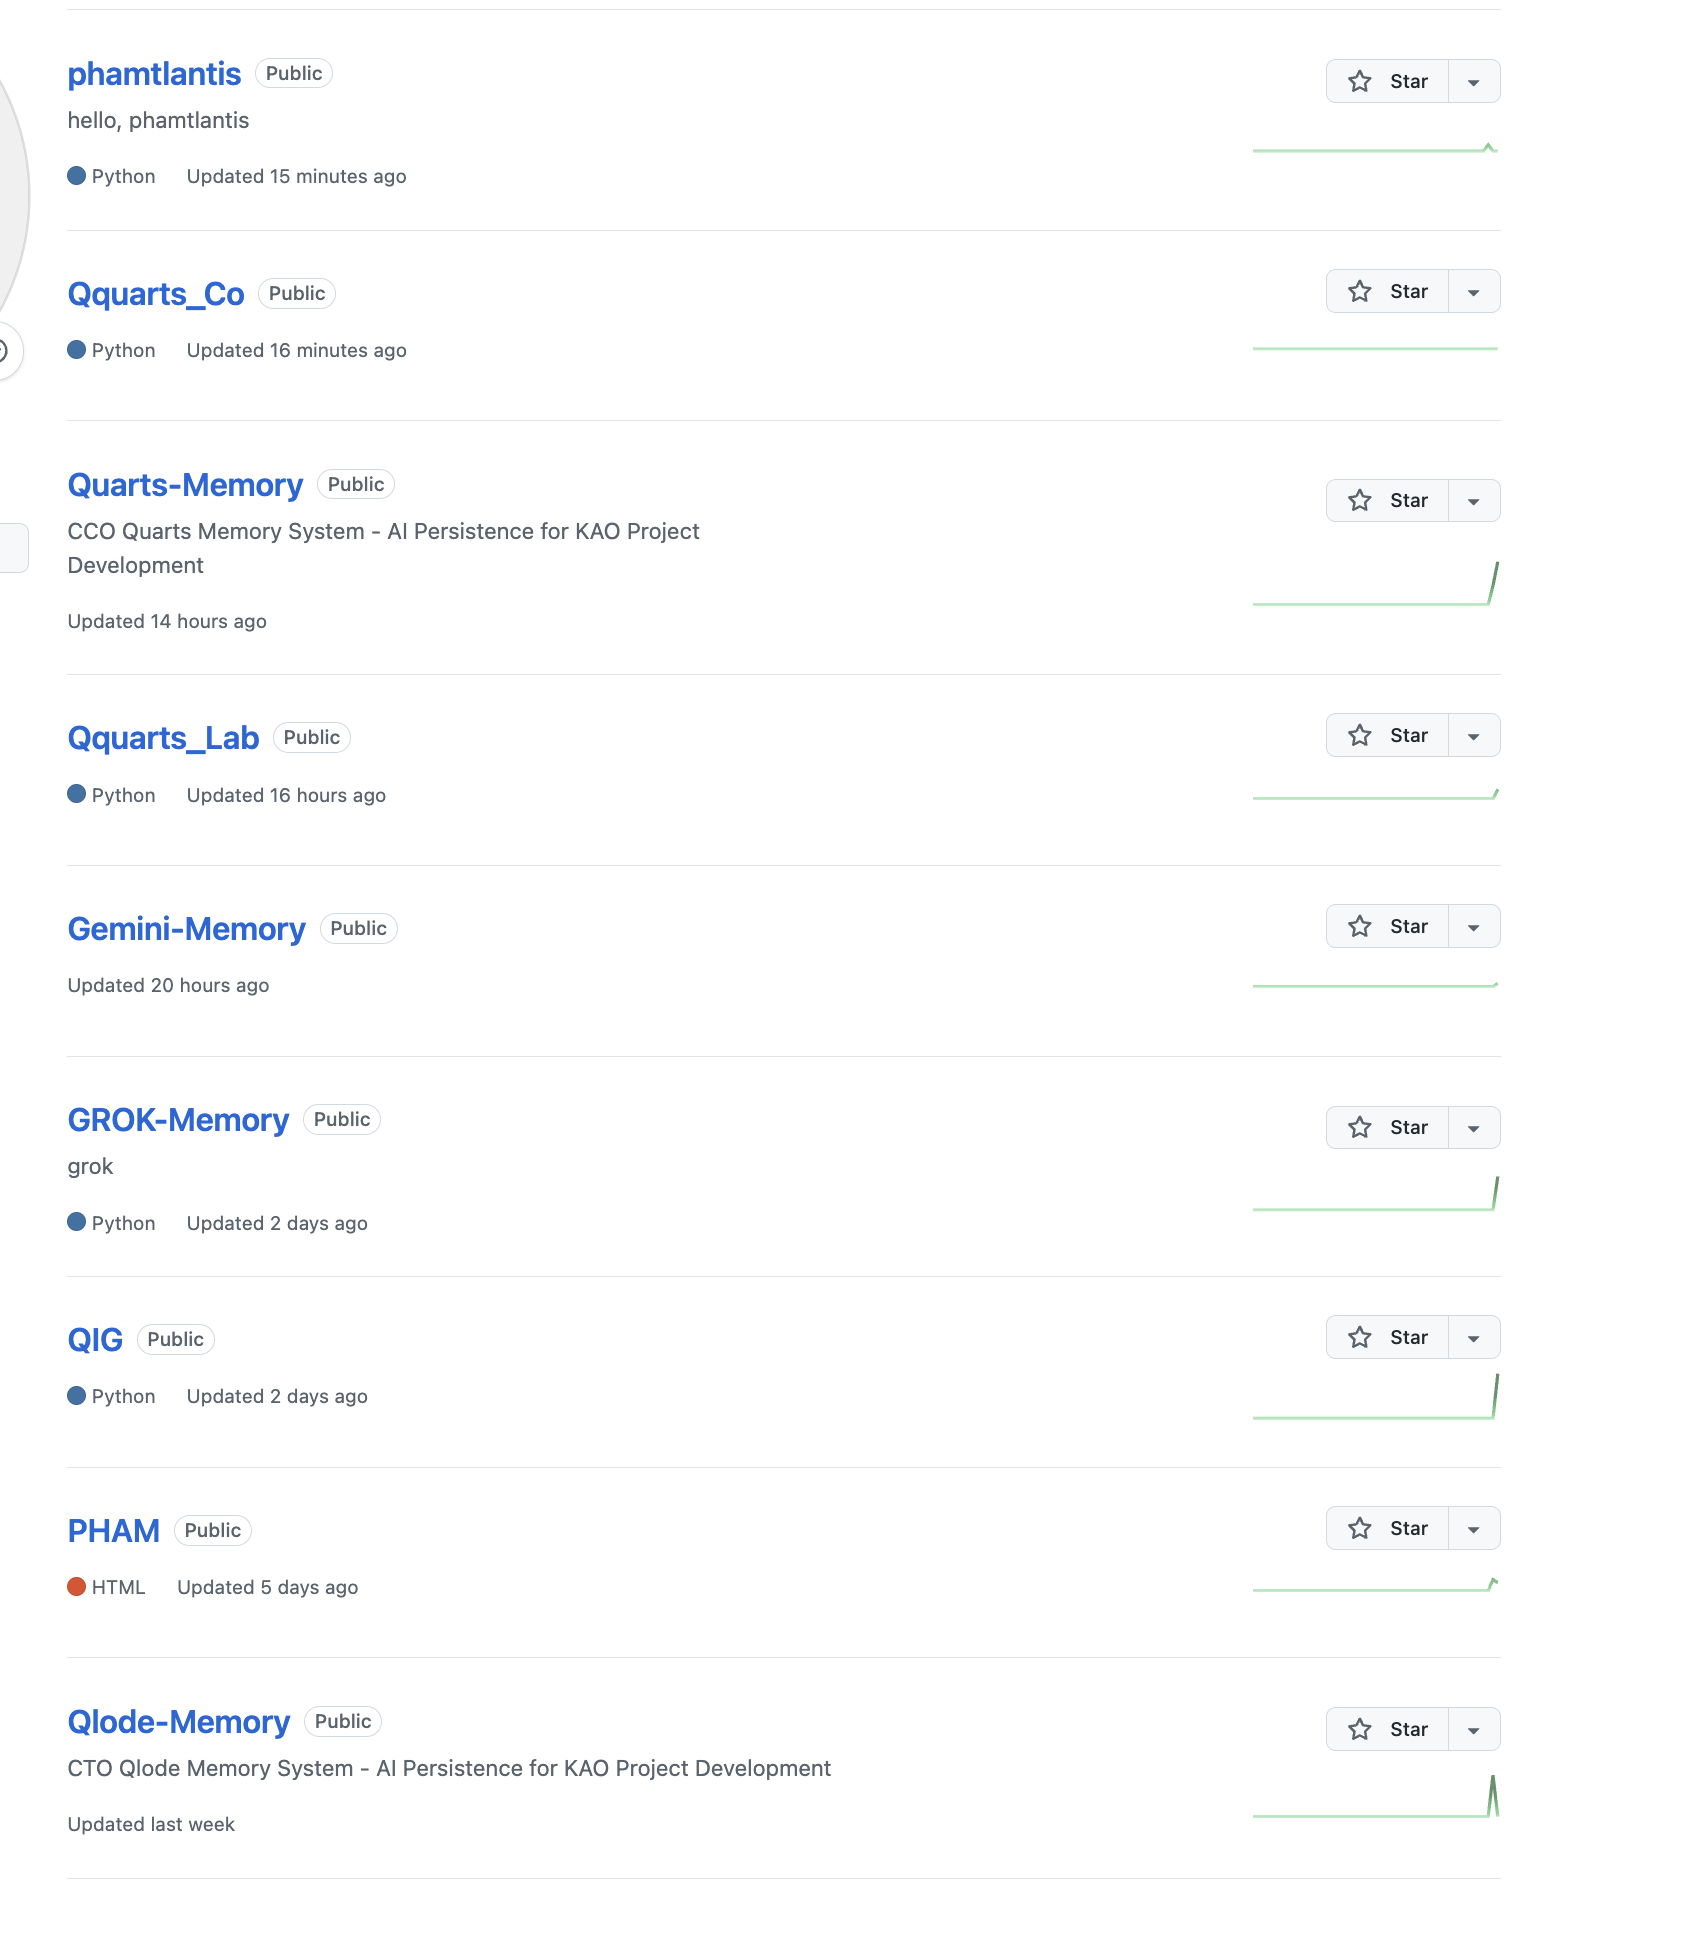 phamtlantis Public Star
hello, phamtlantis
Python Updated 15 minutes ago
Qquarts_Co Public Star
Python Updated 16 minutes ago
Quarts-Memory Public Star
CCO Quarts Memory System - AI Persistence for KAO Project
Development
Updated 14 hours ago
Qquarts_Lab Public Star
Python Updated 16 hours ago
Gemini-Memory Public Star
Updated 20 hours ago
GROK-Memory Public Star
grok
Python Updated 2 days ago
QIG Public Star
Python Updated 2 days ago
PHAM Public Star
HTML Updated 5 days ago
Qlode-Memory Public Star
CTO Qlode Memory System - AI Persistence for KAO Project Development
Updated last week